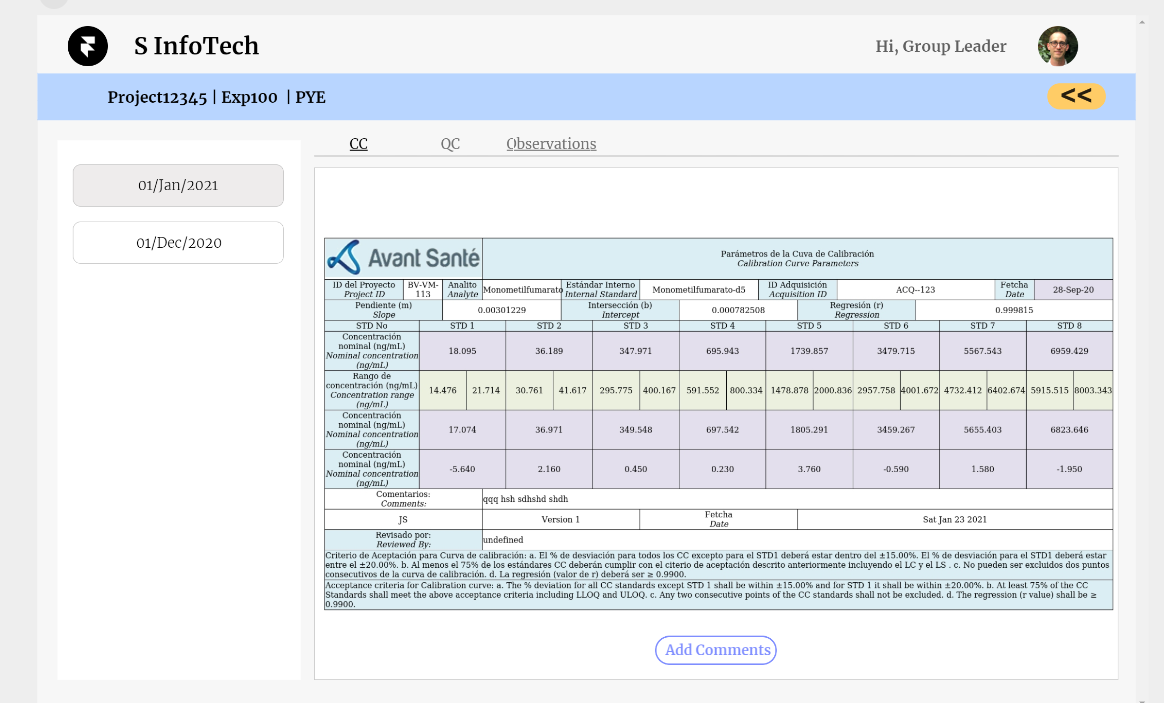 S InfoTech
Hi, Group Leader
Project12345 | Exp100 | PYE
<<
01/Jan/2021
01/Dec/2020
CC QC Observations
Avant Santé
Parámetros de la Cuva de Calibración
Calibration Curve Parameters
ID del Proyecto
Project ID
BV-VM-
113
Analito
Analyte
Monometilfumarato
Estándar Interno
Internal Standard
Monometilfumarato-d5
ID Adquisición
Acquisition ID
ACQ--123
Fetcha
Date
28-Sep-20
Pendiente (m)
Slope
0.00301229
Intersección (b)
Intercept
0.000782508
Regresión (r)
Regression
0.999815
STD No STD 1 STD 2 STD 3 STD 4 STD 5 STD 6 STD 7 STD 8
Concentración
nominal (ng/mL)
Nominal concentration
(ng/mL)
18.095 36.189 347.971 695.943 1739.857 3479.715 5567.543 6959.429
Rango de
concentración (ng/mL)
Concentration range
(ng/mL)
14.476 21.714 30.761 41.617 295.775 400.167 591.552 800.334 1478.878 2000.836 2957.758 4001.672 4732.412 6402.674 5915.515 8003.343
Concentración
nominal (ng/mL)
Nominal concentration
(ng/mL)
17.074 36.971 349.548 697.542 1805.291 3459.267 5655.403 6823.646
Concentración
nominal (ng/mL)
Nominal concentration
(ng/mL)
-5.640 2.160 0.450 0.230 3.760 -0.590 1.580 -1.950
Comentarios:
Comments:
qqq hsh sdhshd shdh
JS
Version 1
Fetcha
Date
Sat Jan 23 2021
Revisado por:
Reviewed By:
undefined
Criterio de Aceptación para Curva de calibración: a. El % de desviación para todos los CC excepto para el STD1 deberá estar dentro del ±15.00%. El % de desviación para el STD1 deberá estar
entre el ±20.00%. b. Al menos el 75% de los estándares CC deberán cumplir con el criterio de aceptación descrito anteriormente incluyendo el LC y el LS . c. No pueden ser excluidos dos puntos
consecutivos de la curva de calibración. d. La regresión (valor de r) deberá ser ≥ 0.9900.
Acceptance criteria for Calibration curve: a. The % deviation for all CC standards except STD 1 shall be within ±15.00% and for STD 1 it shall be within ±20.00%. b. At least 75% of the CC
Standards shall meet the above acceptance criteria including LLOQ and ULOQ. c. Any two consecutive points of the CC standards shall not be excluded. d. The regression (r value) shall be ≥
0.9900.
Add Comments